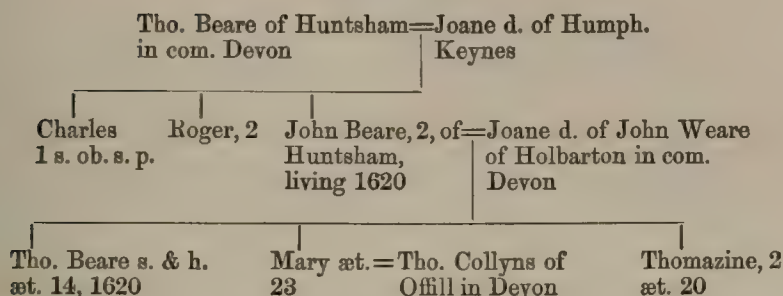 Tho. Beare of Huntsham=Joane d. of Humph.
in com. Devon Keynes
Charles Roger, 2 John Beare, 2, of=Joane d. of John Weare
1 s. ob. s. p. Huntsham, of Holbarton in com.
living 1620 Devon
Tho. Beare s. & h. Mary æt.=Tho. Collyns of Thomazine, 2
æt. 14, 1620 23 Offill in Devon æt. 20